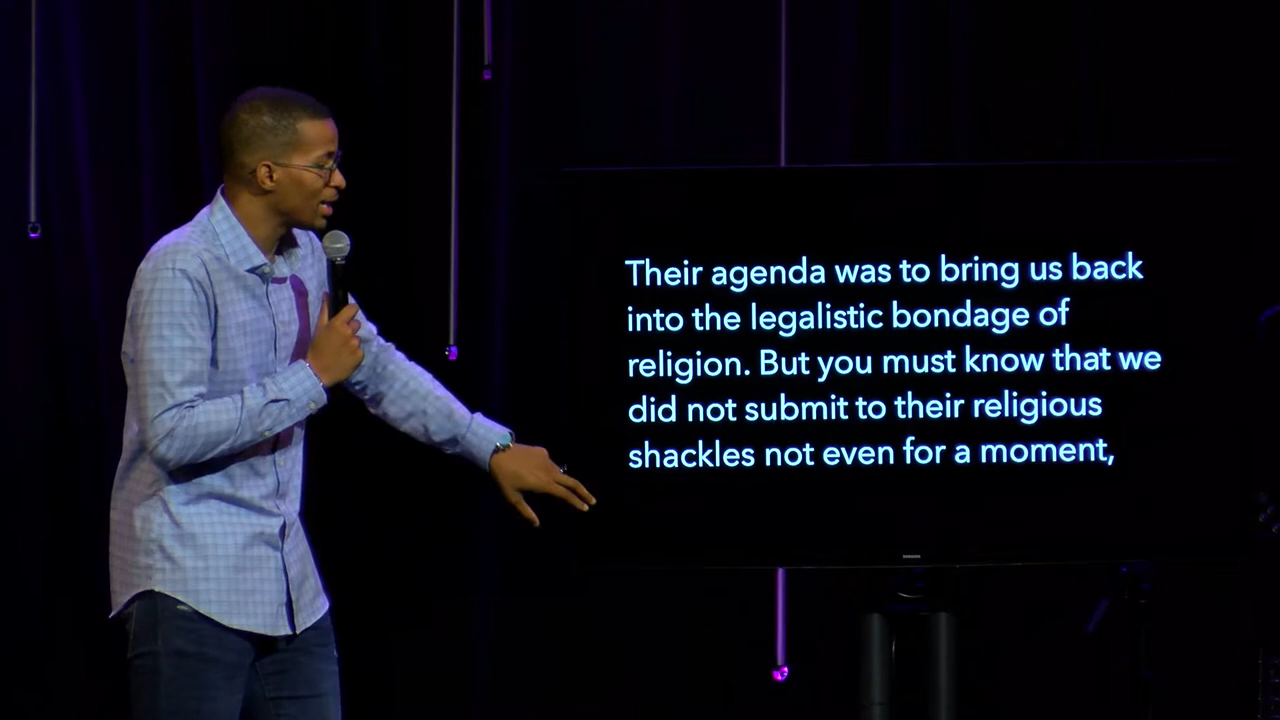 Their agenda was to bring us back
into the legalistic bondage of
religion. But you must know that we
did not submit to their religious
shackles not even for a moment,
SAMSUNG